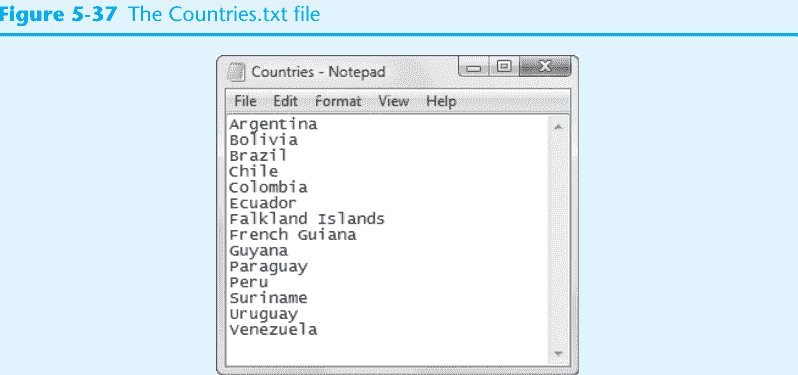 Figure 5-37 The Countries.txt file
Countries - Notepad
File Edit Format View Help
Argentina
Bolivia
Brazil
Chile
Colombia
Ecuador
Falkland Islands
French Guiana
Guyana
Paraguay
Peru
Suriname
Uruguay
Venezuela